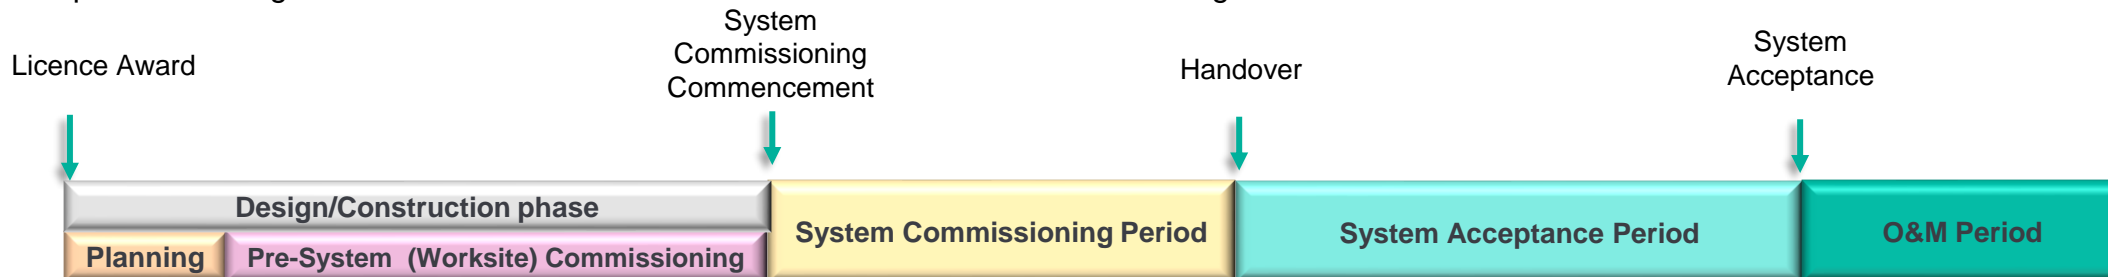 System
Commissioning
Commencement
Licence Award
Handover
System
Acceptance
Design/Construction phase
Planning
Pre-System (Worksite) Commissioning
System Commissioning Period
System Acceptance Period
O&M Period